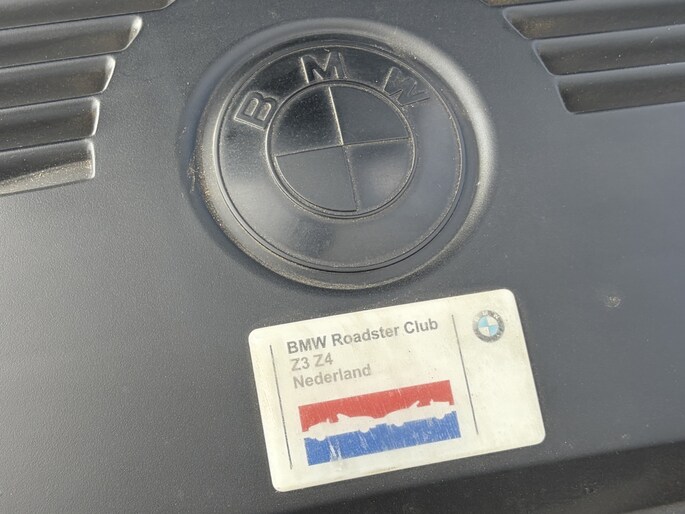 BMW
BMW Roadster Club
Z3 Z4
Nederland